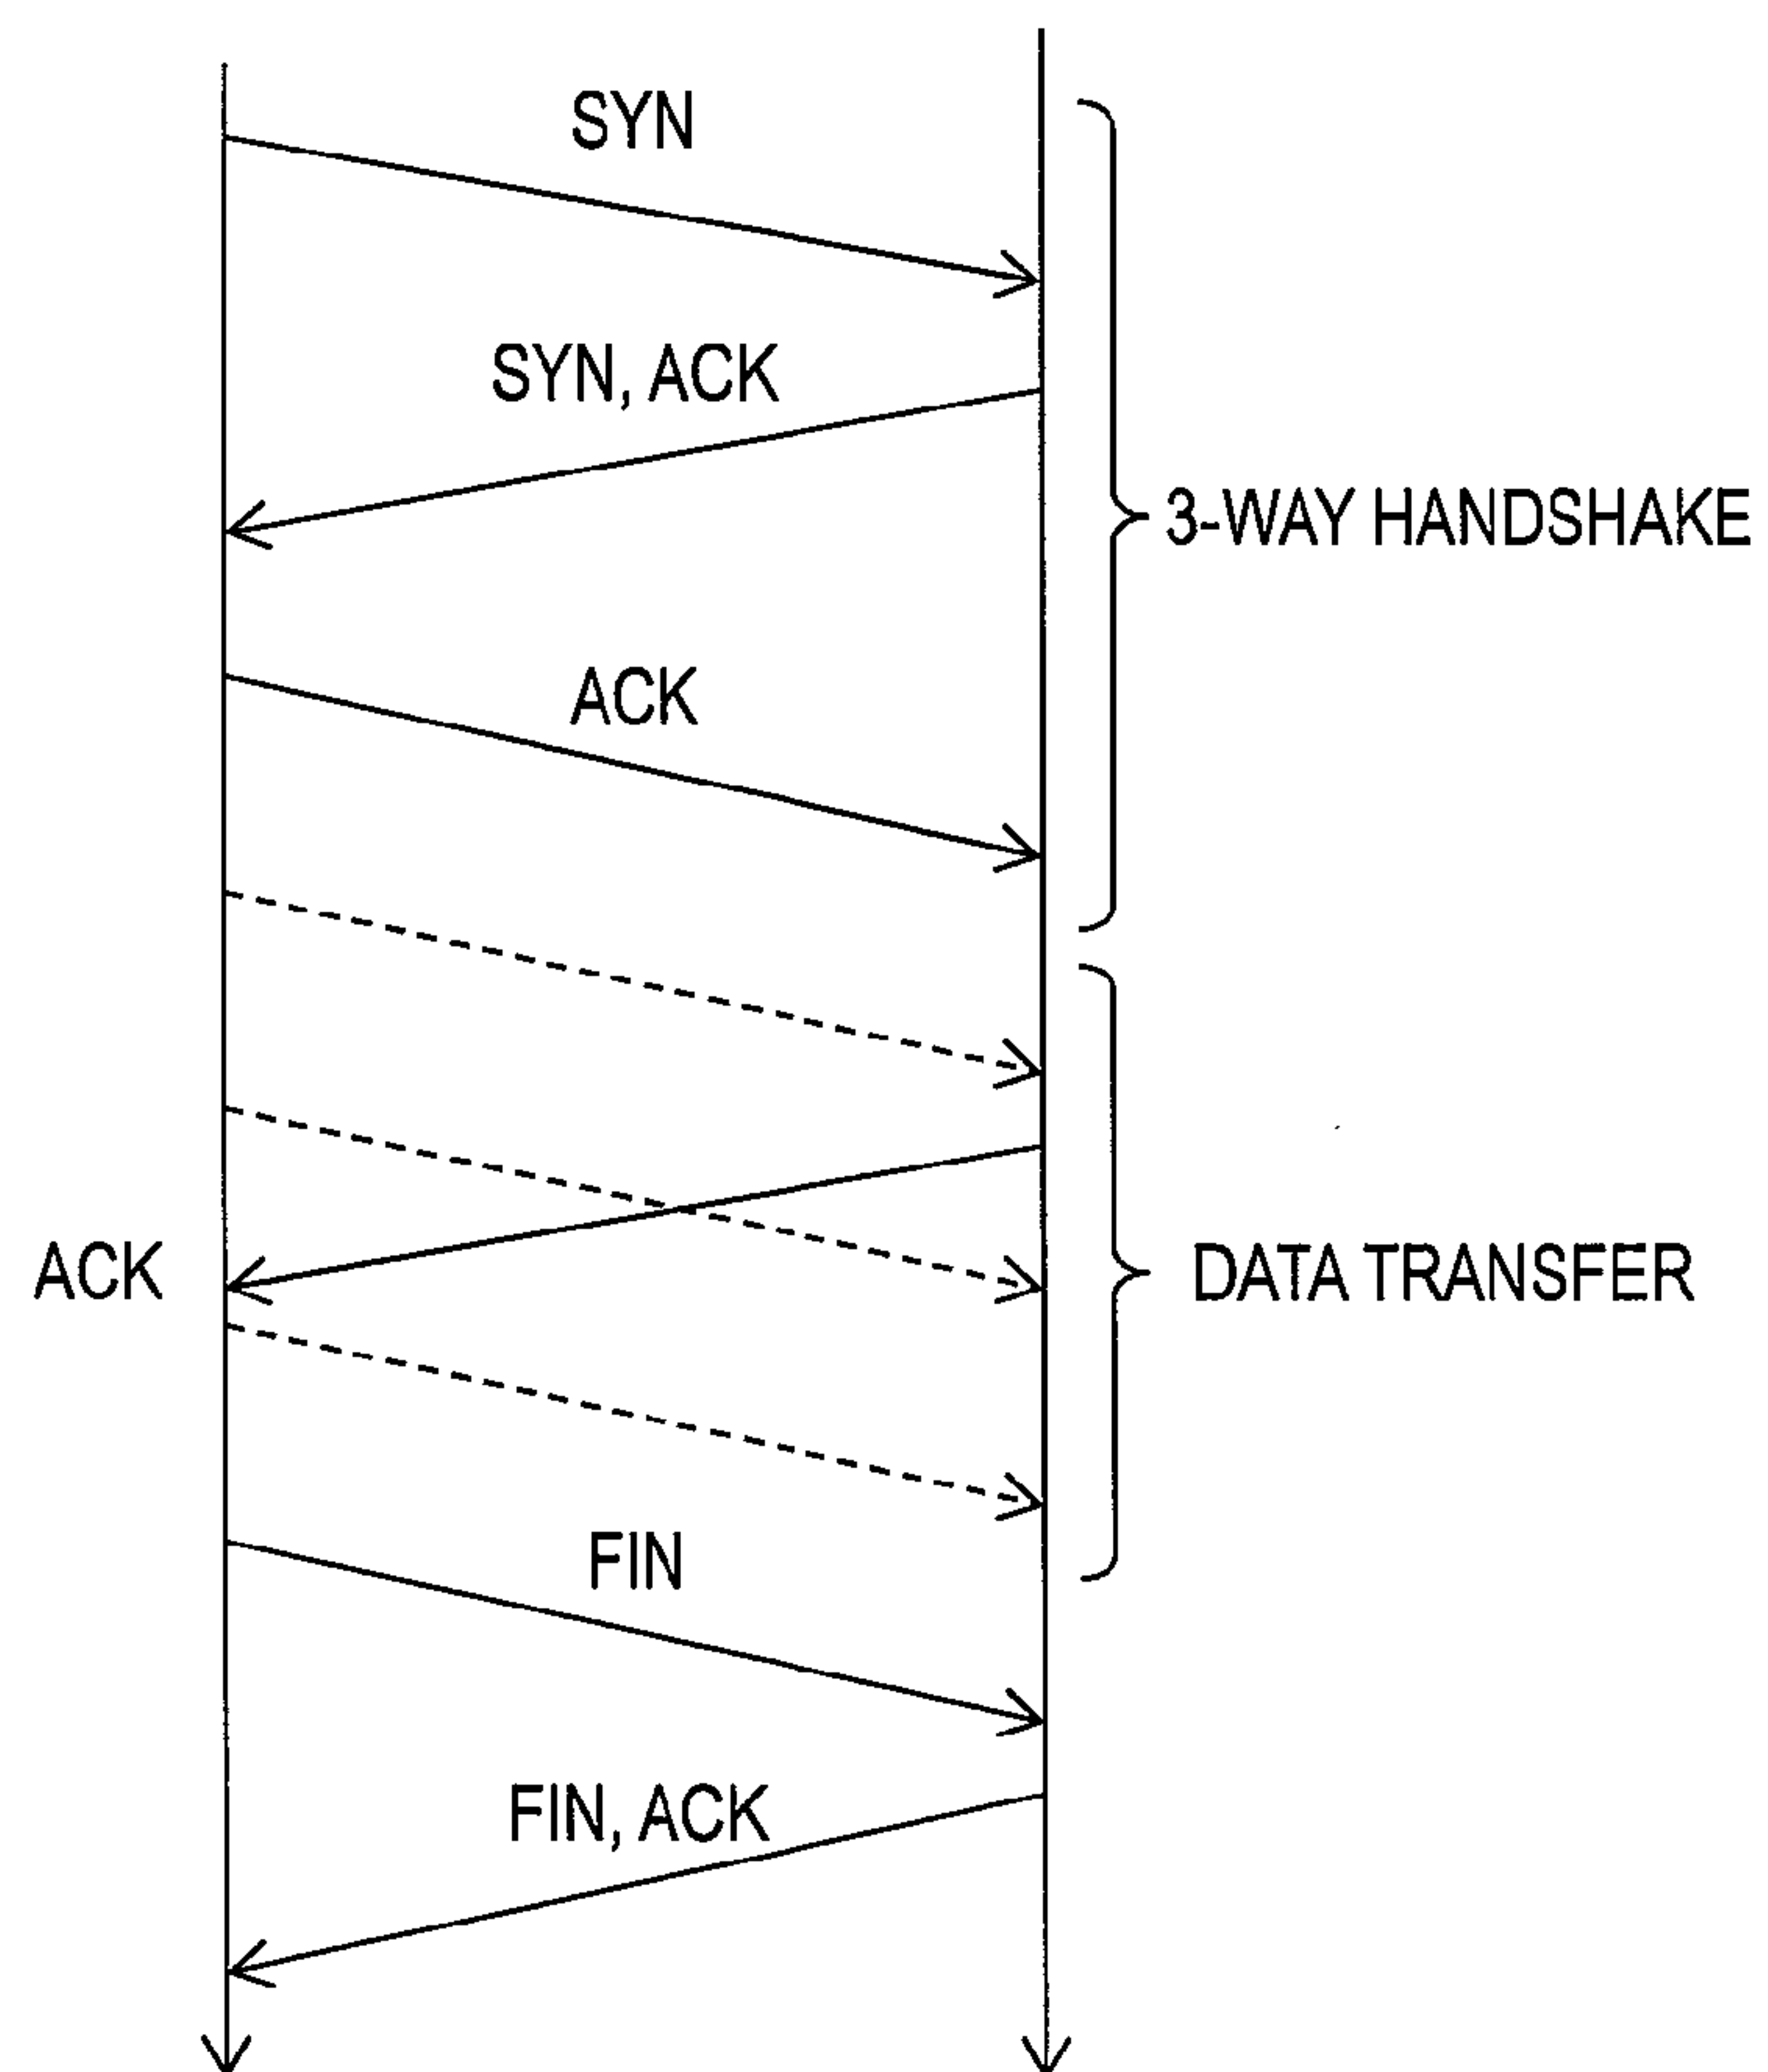 SYN
SYN, ACK
3-WAY HANDSHAKE
ACK
ACK
DATA TRANSFER
FIN
FIN, ACK